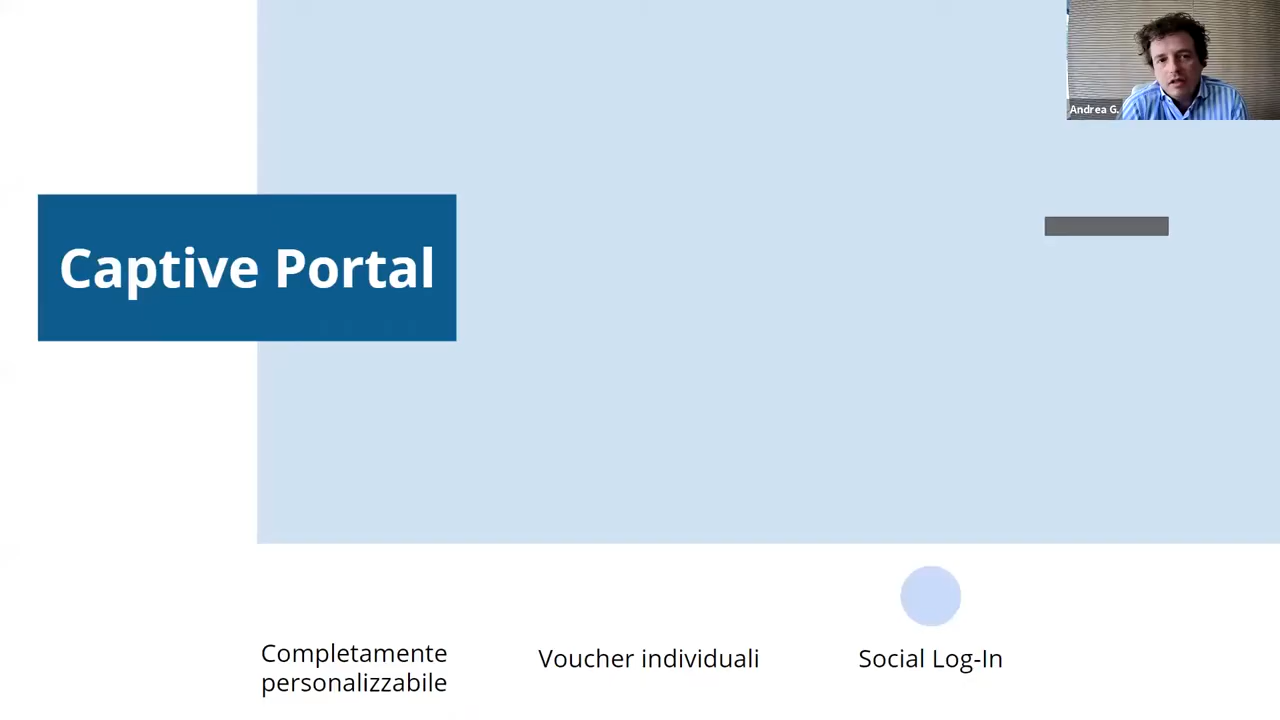 Andrea G.
Captive Portal
Completamente
personalizzabile
Voucher individuali
Social Log-In